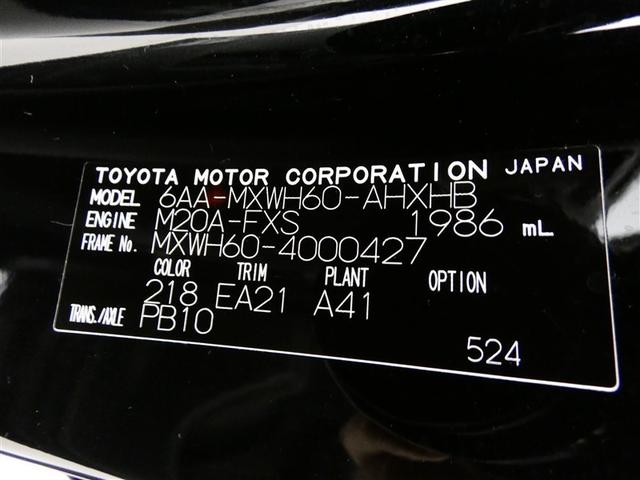 TOYOTA MOTOR CORPORATION JAPAN
MODEL 6AA-MXWH60-AHXHB
ENGINE M20A-FXS 1986 mL
FRAME No. MXWH60-4000427
COLOR TRIM PLANT OPTION
218 EA21 A41
TRANS./AXLE PB10
524